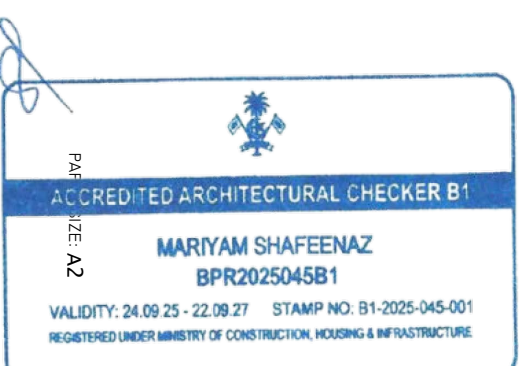 ACCREDITED ARCHITECTURAL CHECKER B1
PAPER SIZE: A2
MARIYAM SHAFEENAZ
BPR2025045B1
VALIDITY: 24.09.25 - 22.09.27 STAMP NO: B1-2025-045-001
REGISTERED UNDER MINISTRY OF CONSTRUCTION, HOUSING & INFRASTRUCTURE